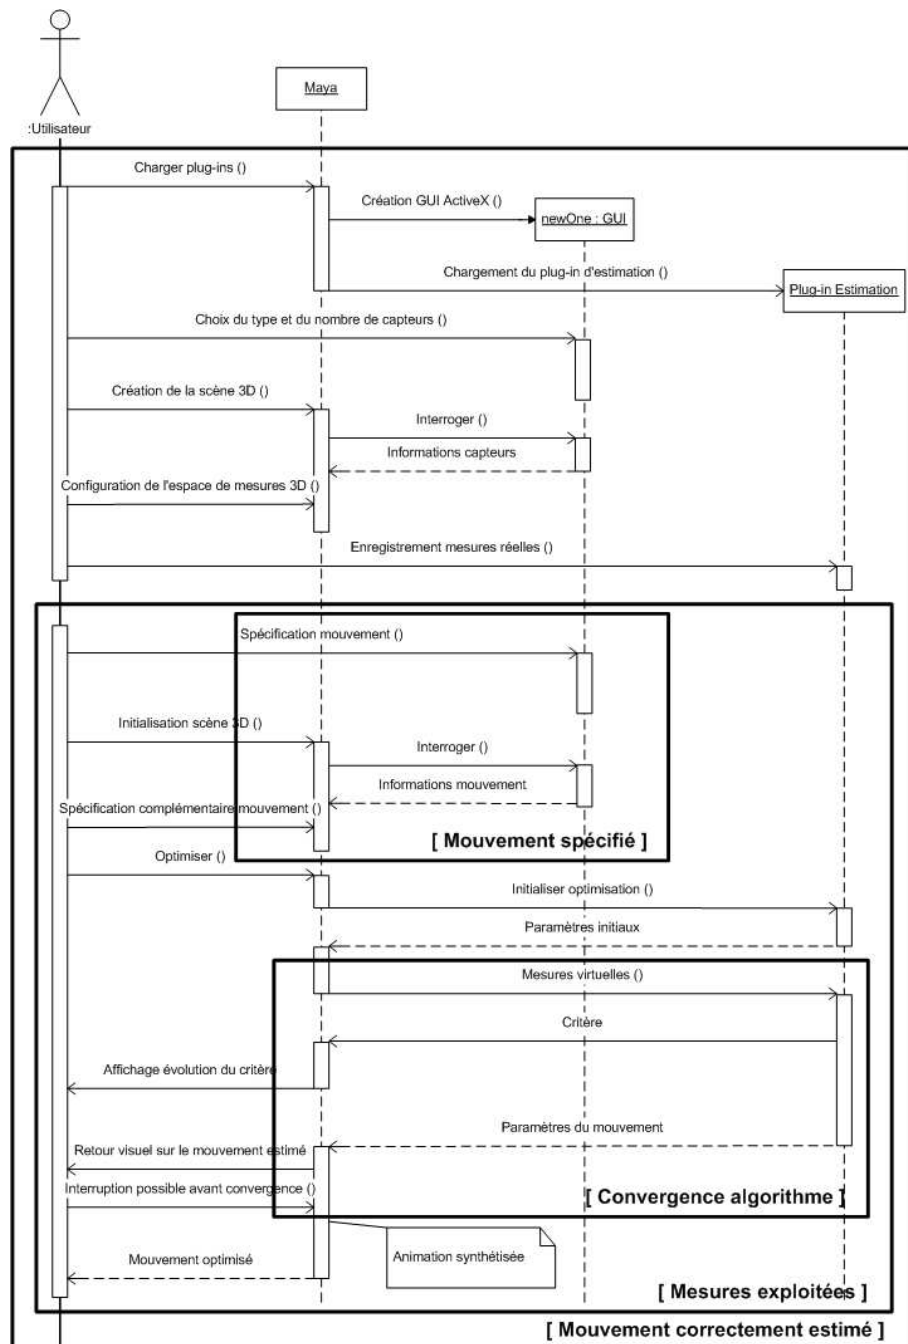 :Utilisateur
Maya
Charger plug-ins ()
Création GUI ActiveX ()
newOne : GUI
Chargement du plug-in d'estimation ()
Plug-in Estimation
Choix du type et du nombre de capteurs ()
Création de la scène 3D ()
Interroger ()
Informations capteurs
Configuration de l'espace de mesures 3D ()
Enregistrement mesures réelles ()
Spécification mouvement ()
Initialisation scène 3D ()
Interroger ()
Informations mouvement
Spécification complémentaire mouvement ()
[ Mouvement spécifié ]
Optimiser ()
Initialiser optimisation ()
Paramètres initiaux
Mesures virtuelles ()
Critère
Affichage évolution du critère
Paramètres du mouvement
Retour visuel sur le mouvement estimé
Interruption possible avant convergence ()
[ Convergence algorithme ]
Animation synthétisée
Mouvement optimisé
[ Mesures exploitées ]
[ Mouvement correctement estimé ]